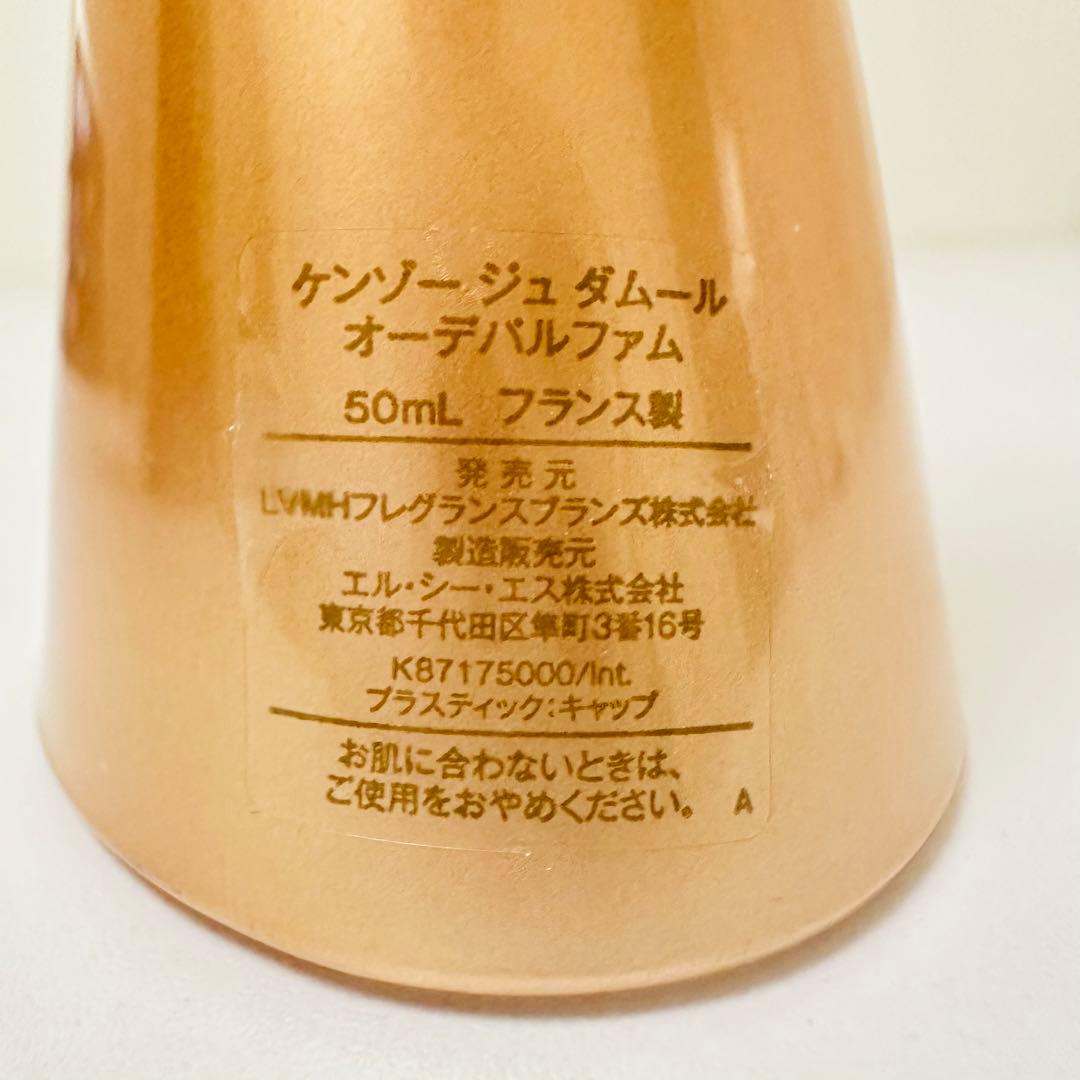 ケンゾー ジュ ダムール
オーデパルファム
50mL フランス製
発売元
LVMHフレグランスブランズ株式会社
製造販売元
エル・シー・エス株式会社
東京都千代田区隼町3番16号
K87175000/Int.
プラスティック:キャップ
お肌に合わないときは、
ご使用をおやめください。 A